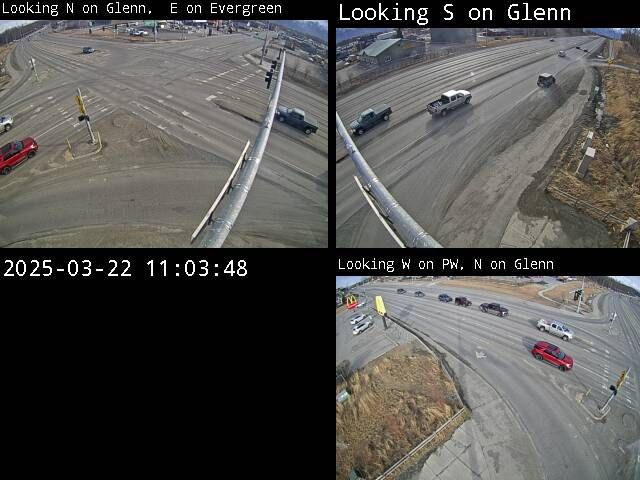 Looking N on Glenn,  E on Evergreen
Looking S on Glenn
2025-03-22 11:03:48
Looking W on PW, N on Glenn